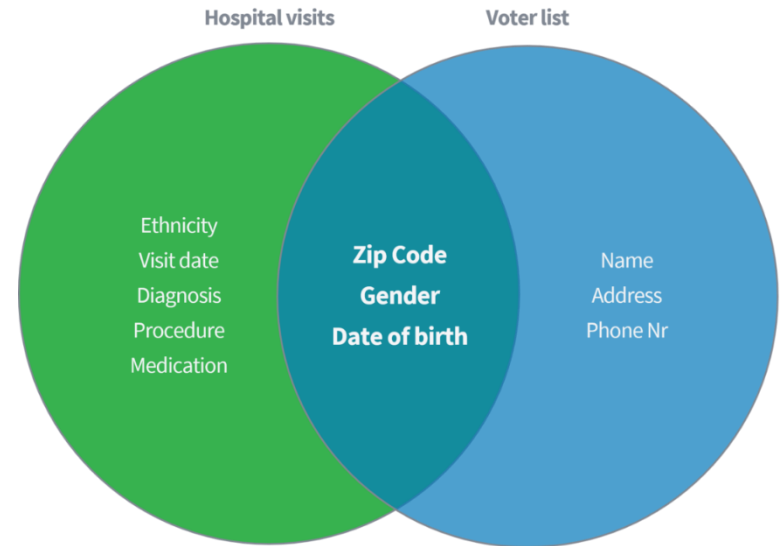 Hospital visits
Voter list
Ethnicity
Visit date
Diagnosis
Procedure
Medication
Zip Code
Gender
Date of birth
Name
Address
Phone Nr